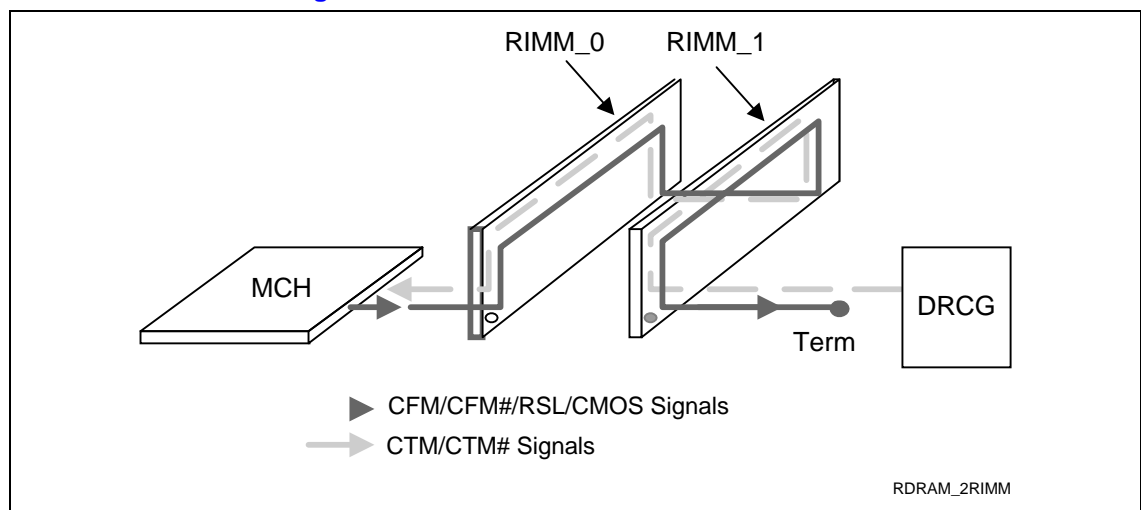 RIMM_0
RIMM_1
MCH
DRCG
Term
CFM/CFM#/RSL/CMOS Signals
CTM/CTM# Signals
RDRAM_2RIMM